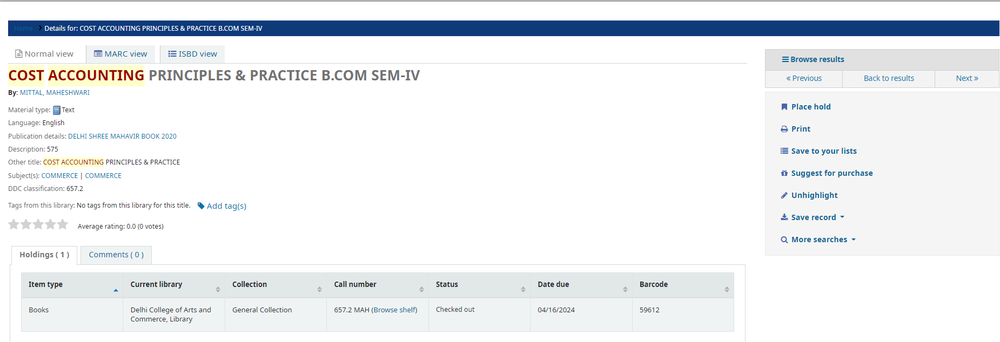 Home › Details for: COST ACCOUNTING PRINCIPLES & PRACTICE B.COM SEM-IV
Normal view
MARC view
ISBD view
COST ACCOUNTING PRINCIPLES & PRACTICE B.COM SEM-IV
By: MITTAL, MAHESHWARI
Material type: Text
Language: English
Publication details: DELHI SHREE MAHAVIR BOOK 2020
Description: 575
Other title: COST ACCOUNTING PRINCIPLES & PRACTICE
Subject(s): COMMERCE | COMMERCE
DDC classification: 657.2
Tags from this library: No tags from this library for this title. Add tag(s)
Average rating: 0.0 (0 votes)
Holdings ( 1 )
Comments ( 0 )
Item type
Current library
Collection
Call number
Status
Date due
Barcode
Books
Delhi College of Arts and
Commerce, Library
General Collection
657.2 MAH (Browse shelf)
Checked out
04/16/2024
59612
Browse results
« Previous
Back to results
Next »
Place hold
Print
Save to your lists
Suggest for purchase
Unhighlight
Save record
More searches